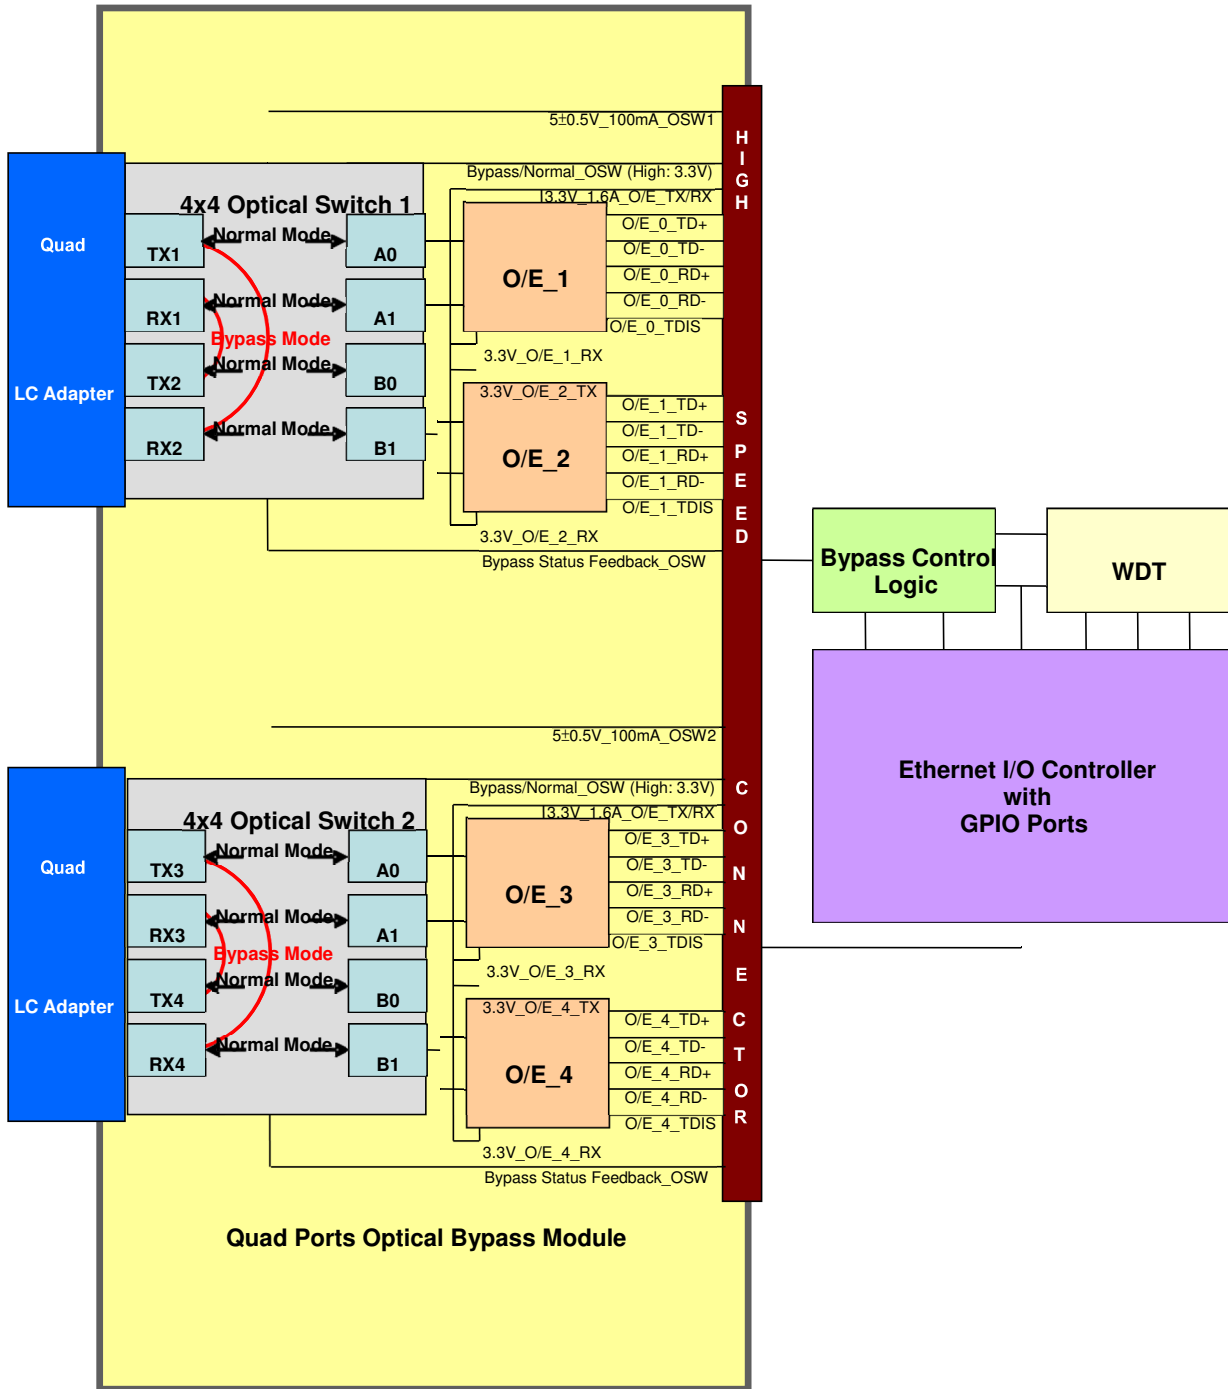 5±0.5V_100mA_OSW1
Bypass/Normal_OSW (High: 3.3V)
I3.3V_1.6A_O/E_TX/RX
4x4 Optical Switch 1
Quad
LC Adapter
TX1
RX1
TX2
RX2
Normal Mode
Normal Mode
Bypass Mode
Normal Mode
Normal Mode
A0
A1
B0
B1
O/E_1
O/E_0_TD+
O/E_0_TD-
O/E_0_RD+
O/E_0_RD-
O/E_0_TDIS
3.3V_O/E_1_RX
3.3V_O/E_2_TX
O/E_2
O/E_1_TD+
O/E_1_TD-
O/E_1_RD+
O/E_1_RD-
O/E_1_TDIS
3.3V_O/E_2_RX
Bypass Status Feedback_OSW
HIGH
SPEED
CONNECTOR
Bypass Control
Logic
WDT
Ethernet I/O Controller
with
GPIO Ports
5±0.5V_100mA_OSW2
Bypass/Normal_OSW (High: 3.3V)
I3.3V_1.6A_O/E_TX/RX
4x4 Optical Switch 2
Quad
LC Adapter
TX3
RX3
TX4
RX4
Normal Mode
Normal Mode
Bypass Mode
Normal Mode
Normal Mode
A0
A1
B0
B1
O/E_3
O/E_3_TD+
O/E_3_TD-
O/E_3_RD+
O/E_3_RD-
O/E_3_TDIS
3.3V_O/E_3_RX
3.3V_O/E_4_TX
O/E_4
O/E_4_TD+
O/E_4_TD-
O/E_4_RD+
O/E_4_RD-
O/E_4_TDIS
3.3V_O/E_4_RX
Bypass Status Feedback_OSW
Quad Ports Optical Bypass Module